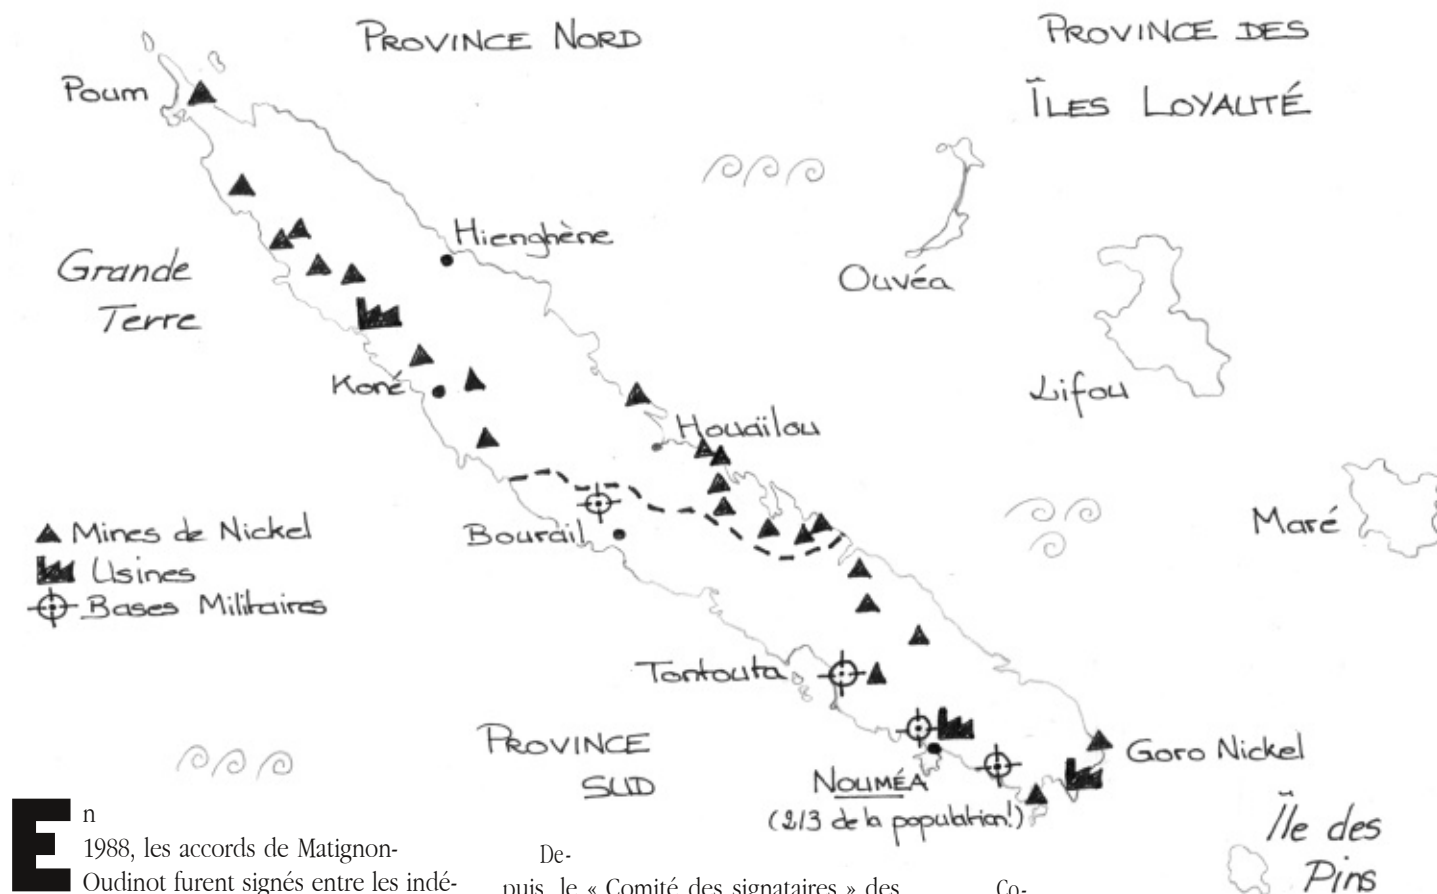 PROVINCE NORD
PROVINCE DES
ÎLES LOYAUTÉ
Poum
Hienghène
Grande
Terre
Ouvéa
Koné
Lifou
Houaïlou
Maré
Mines de Nickel
Usines
Bases Militaires
Bourail
Tontouta
PROVINCE
SUD
Goro Nickel
NOUMÉA
(2/3 de la population!)
Île des
Pins
En
1988, les accords de Matignon-
Oudinot furent signés entre les indé-
De-
puis, le « Comité des signataires » des
Co-